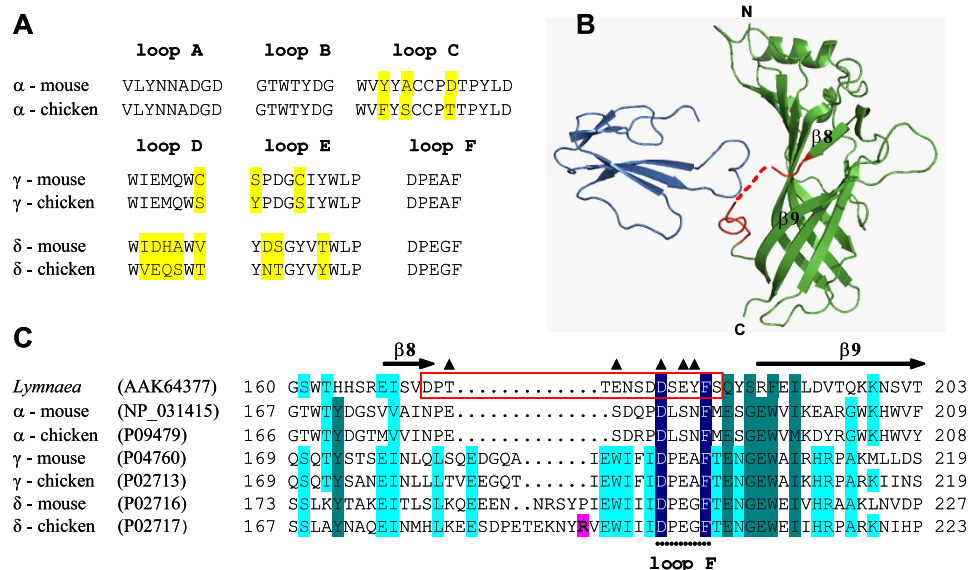 A
loop A loop B loop C
α - mouse VLYNNADGD GTWTYDG WVYYACCPDTPYLD
α - chicken VLYNNADGD GTWTYDG WVFYSCCPTTPYLD
loop D loop E loop F
γ - mouse WIEMQWC SPDGCIYWLP DPEAF
γ - chicken WIEMQWS YPDGSIYWLP DPEAF
δ - mouse WIDHAWV YDSGYVTWLP DPEGF
δ - chicken WVEQSWT YNTGYVYWLP DPEGF
B
N
β8
β9
C
C
β8 β9
Lymnaea (AAK64377) 160 GSWTHHSREISVDPT.............TENSDDSEYFSQYSRFEILDVTQKKNSVT 203
α - mouse (NP_031415) 167 GTWTYDGSVVAINPE..............SDQPDLSNFMESGEWVIKEARGWKHWVF 209
α - chicken (P09479) 166 GTWTYDGTMVVINPE..............SDRPDLSNFMESGEWVMKDYRGWKHWVY 208
γ - mouse (P04760) 169 QSQTYSTSEINLQLSQEDGQA......IEWIFIDPEAFTENGEWAIRHRPAKMLLDS 219
γ - chicken (P02713) 169 QSQTYSANEINLLLTVEEGQT......IEWIFIDPEAFTENGEWAIKHRPARKIINS 219
δ - mouse (P02716) 173 SSLKYTAKEITLSLKQEEEN..NRSYPIEWIIIDPEGFTENGEWEIVHRAAKLNVDP 227
δ - chicken (P02717) 167 SSLAYNAQEINMHLKEESDPETEKNYRVEWIIIDPEGFTENGEWEIIHRPAKKNIHP 223
loop F